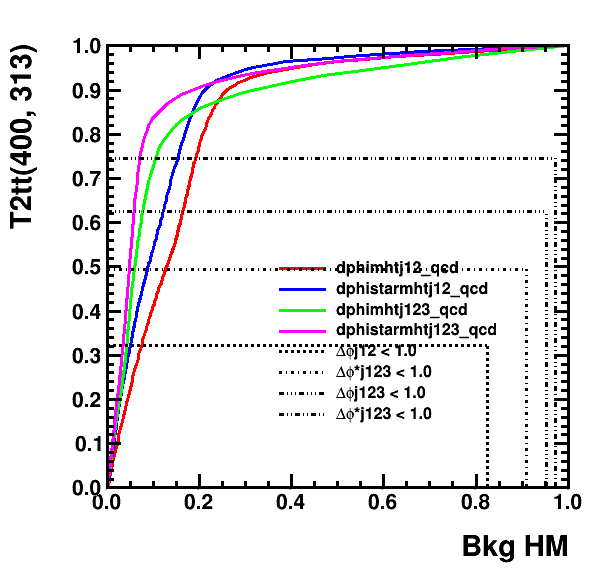 T2tt(400, 313)
1.0
0.9
0.8
0.7
0.6
0.5
0.4
0.3
0.2
0.1
0.0
dphimhtj12_qcd
dphistarmhtj12_qcd
dphimhtj123_qcd
dphistarmhtj123_qcd
Δϕj12 < 1.0
Δϕ*j123 < 1.0
Δϕj123 < 1.0
Δϕ*j123 < 1.0
0.0 0.2 0.4 0.6 0.8 1.0
Bkg HM